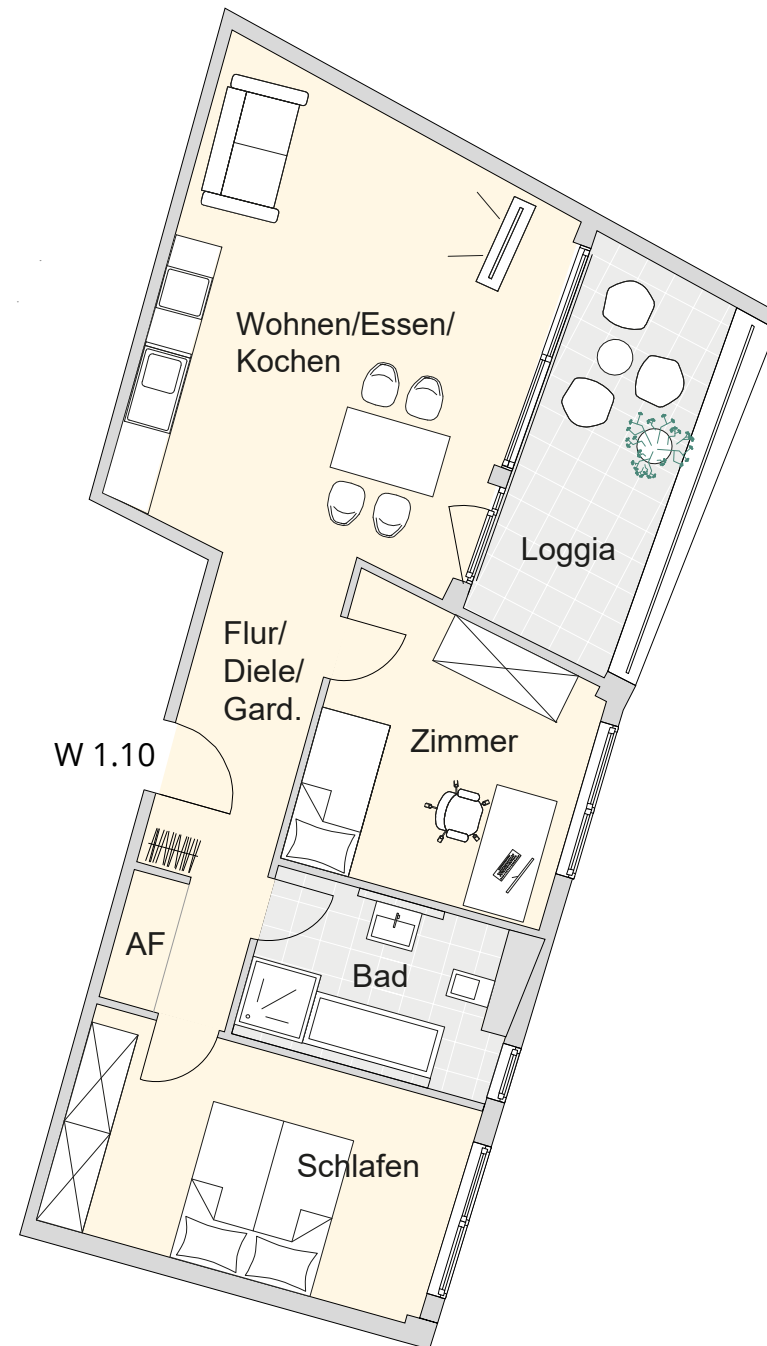 Wohnen/Essen/
Kochen
Loggia
Flur/
Diele/
Gard.
Zimmer
W 1.10
AF
Bad
Schlafen